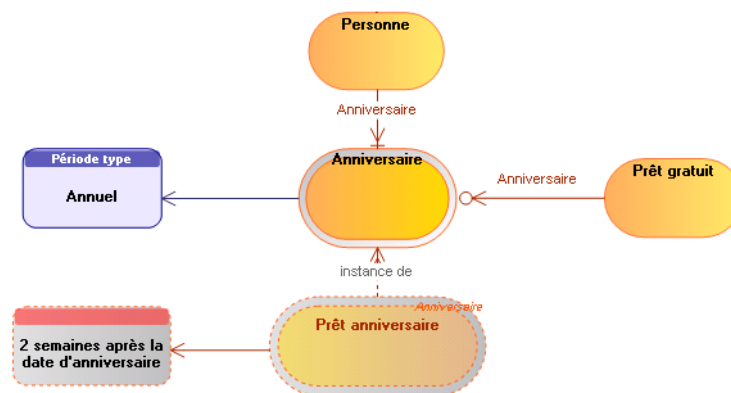 Personne
Anniversaire
Période type
Annuel
Anniversaire
Anniversaire
Prêt gratuit
instance de
Anniversaire
Prêt anniversaire
2 semaines après la
date d'anniversaire